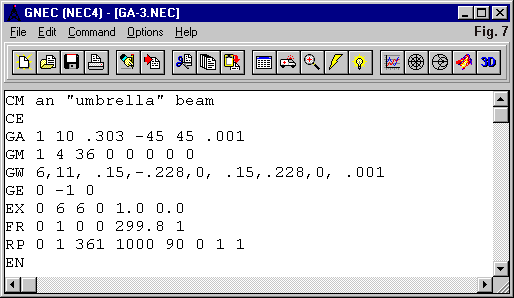 GNEC (NEC4) - [GA-3.NEC]
File Edit Command Options Help Fig. 7
3D
CM an "umbrella" beam
CE
GA 1 10 .303 -45 45 .001
GM 1 4 36 0 0 0 0 0
GW 6,11, .15,-.228,0, .15,.228,0, .001
GE 0 -1 0
EX 0 6 6 0 1.0 0.0
FR 0 1 0 0 299.8 1
RP 0 1 361 1000 90 0 1 1
EN